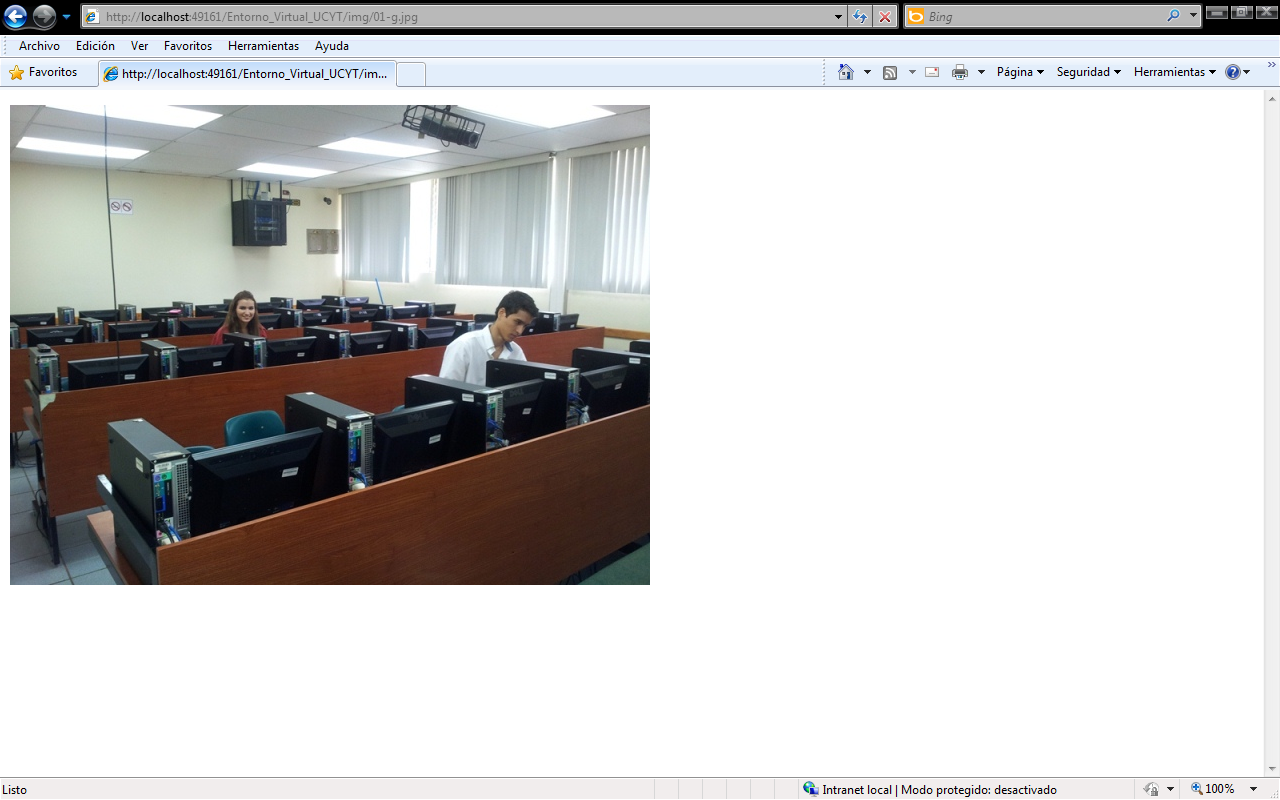 http://localhost:49161/Entorno_Virtual_UCYT/img/01-g.jpg
Bing
Archivo Edición Ver Favoritos Herramientas Ayuda
Favoritos
http://localhost:49161/Entorno_Virtual_UCYT/im...
Página Seguridad Herramientas
DELL
Listo
Intranet local | Modo protegido: desactivado
100%